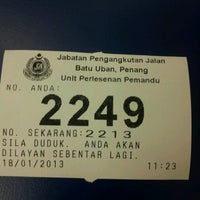 Jabatan Pengangkutan Jalan
Batu Uban, Penang
Unit Perlesenan Pemandu
NO. ANDA:
2249
NO. SEKARANG:2213
SILA DUDUK. ANDA AKAN
DILAYAN SEBENTAR LAGI.
18/01/2013 11:23